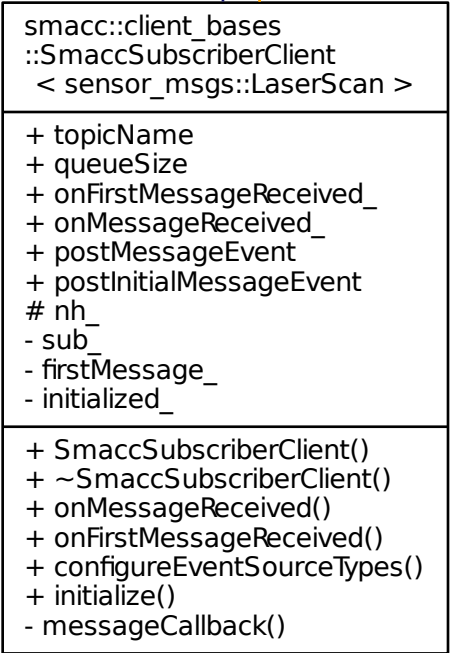 smacc::client_bases
::SmaccSubscriberClient
< sensor_msgs::LaserScan >
+ topicName
+ queueSize
+ onFirstMessageReceived_
+ onMessageReceived_
+ postMessageEvent
+ postInitialMessageEvent
# nh_
- sub_
- firstMessage_
- initialized_
+ SmaccSubscriberClient()
+ ~SmaccSubscriberClient()
+ onMessageReceived()
+ onFirstMessageReceived()
+ configureEventSourceTypes()
+ initialize()
- messageCallback()